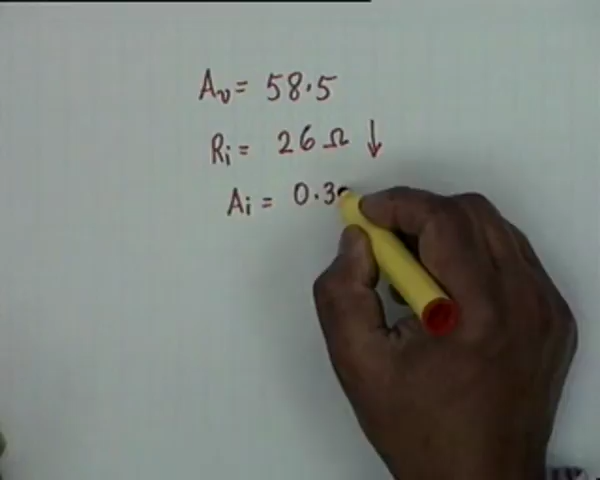 Av = 58.5
Ri = 26 Ω ↓
Ai = 0.3